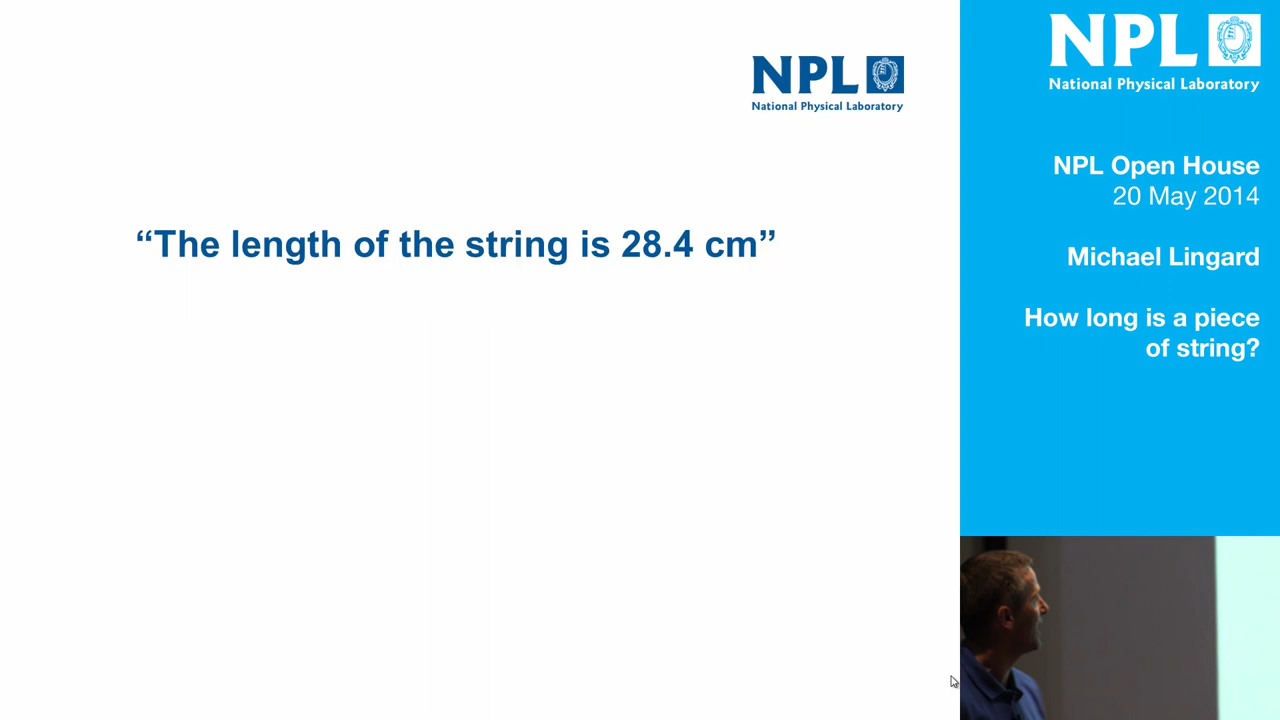 NPL
National Physical Laboratory
“The length of the string is 28.4 cm”
NPL
National Physical Laboratory
NPL Open House
20 May 2014
Michael Lingard
How long is a piece
of string?